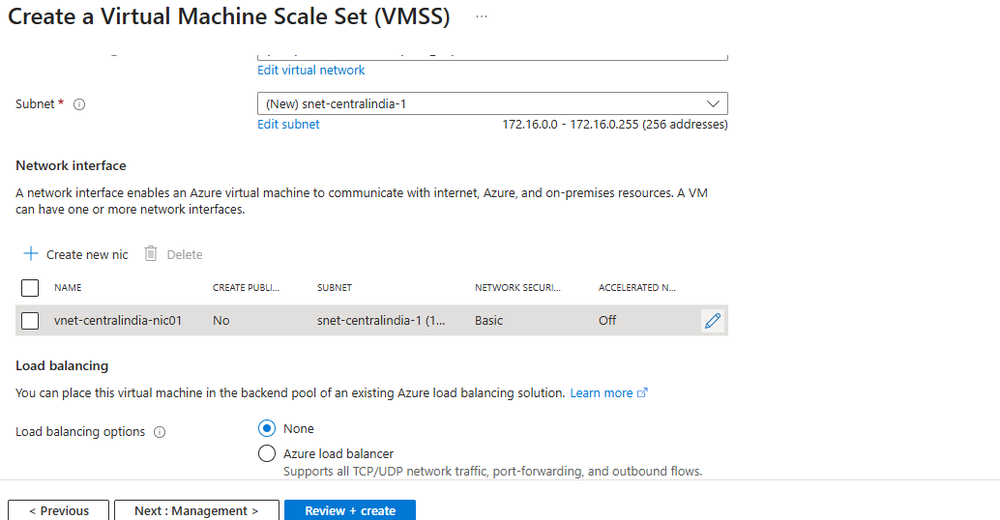 Create a Virtual Machine Scale Set (VMSS) ...
Edit virtual network
Subnet * (New) snet-centralindia-1
Edit subnet 172.16.0.0 - 172.16.0.255 (256 addresses)
Network interface
A network interface enables an Azure virtual machine to communicate with internet, Azure, and on-premises resources. A VM
can have one or more network interfaces.
Create new nic Delete
NAME CREATE PUBLI... SUBNET NETWORK SECURI... ACCELERATED N...
vnet-centralindia-nic01 No snet-centralindia-1 (1... Basic Off
Load balancing
You can place this virtual machine in the backend pool of an existing Azure load balancing solution. Learn more
Load balancing options None
Azure load balancer
Supports all TCP/UDP network traffic, port-forwarding, and outbound flows.
< Previous Next : Management > Review + create